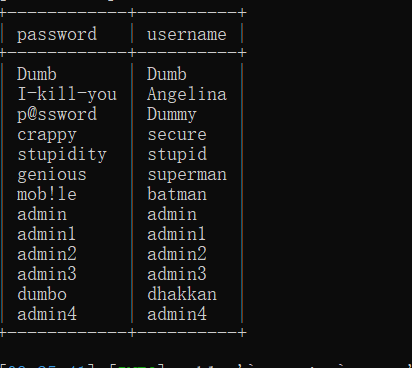 password username
Dumb Dumb
I-kill-you Angelina
p@ssword Dummy
crappy secure
stupidity stupid
genious superman
mob!le batman
admin admin
admin1 admin1
admin2 admin2
admin3 admin3
dumbo dhakkan
admin4 admin4